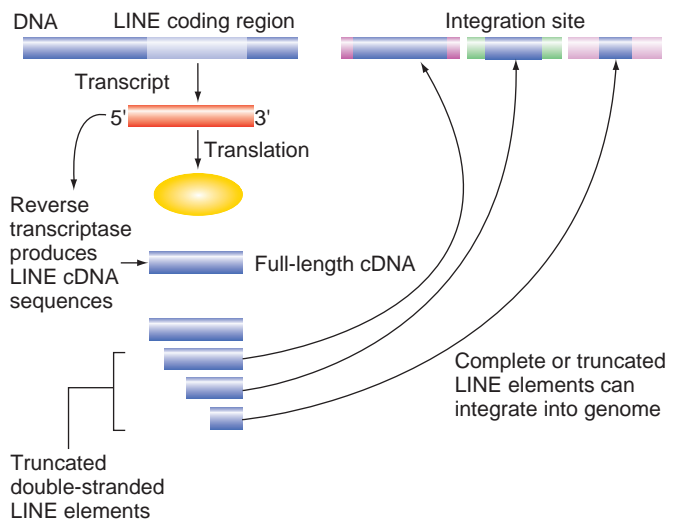 DNA
LINE coding region
Integration site
Transcript
5'
3'
Translation
Reverse
transcriptase
produces
LINE cDNA
sequences
Full-length cDNA
Complete or truncated
LINE elements can
integrate into genome
Truncated
double-stranded
LINE elements